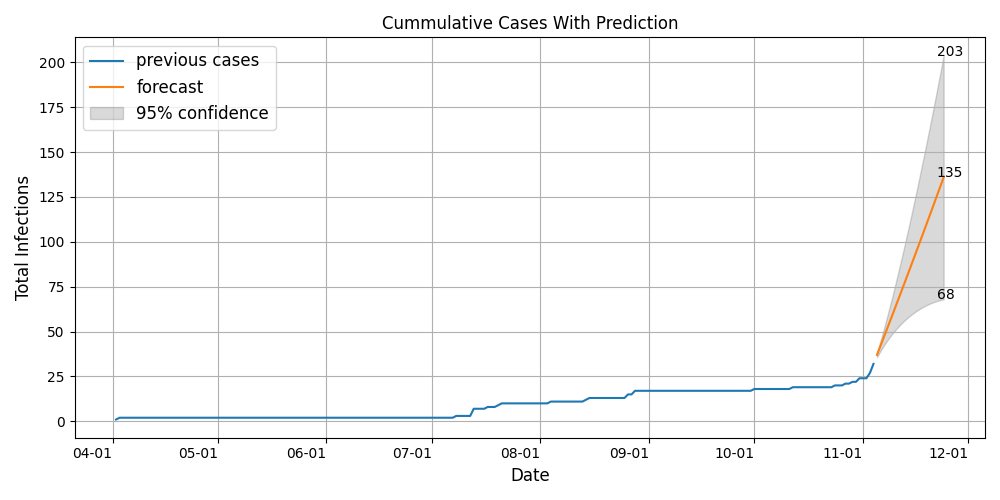 Cummulative Cases With Prediction
previous cases
forecast
95% confidence
203
135
68
Total Infections
200
175
150
125
100
75
50
25
0
04-01 05-01 06-01 07-01 08-01 09-01 10-01 11-01 12-01
Date